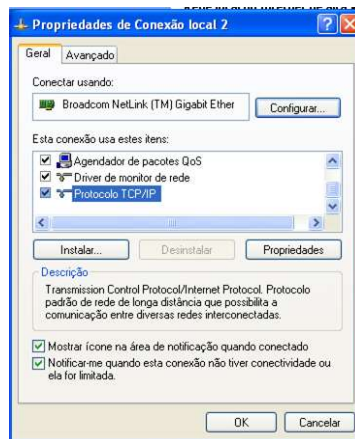 Propriedades de Conexão local 2
Geral
Avançado
Conectar usando:
Broadcom NetLink (TM) Gigabit Ether
Configurar...
Esta conexão usa estes itens:
Agendador de pacotes QoS
Driver de monitor de rede
Protocolo TCP/IP
Instalar...
Desinstalar
Propriedades
Descrição
Transmission Control Protocol/Internet Protocol. Protocolo
padrão de rede de longa distância que possibilita a
comunicação entre diversas redes interconectadas.
Mostrar ícone na área de notificação quando conectado
Notificar-me quando esta conexão não tiver conectividade ou
ela for limitada.
OK
Cancelar